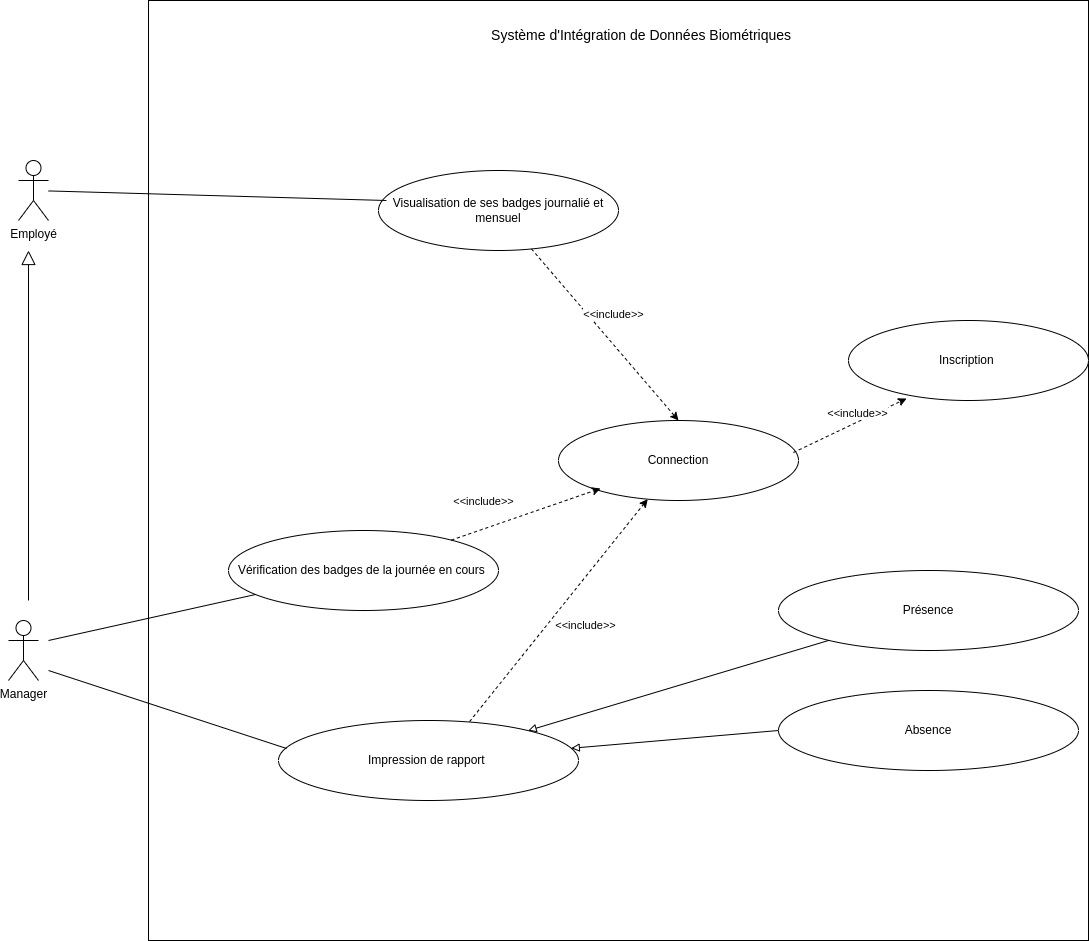 Système d'Intégration de Données Biométriques
Employé
Visualisation de ses badges journalié et
mensuel
<<include>>
Inscription
<<include>>
Connection
<<include>>
Vérification des badges de la journée en cours
<<include>>
Présence
Manager
Absence
Impression de rapport